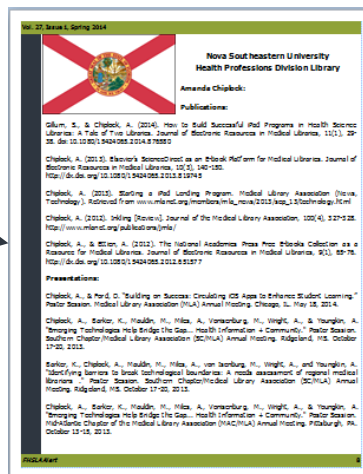 Vol. 27, Issue 1, Spring 2014
Nova Southeastern University
Health Professions Division Library
Amanda Chiplock:
Publications:
Gillum, S., & Chiplock, A. (2014). How to Build Successful iPad Programs in Health Science
Libraries: A Tale of Two Libraries. Journal of Electronic Resources in Medical Libraries, 11(1), 29-
38. doi: 10.1080/15424065.2014.876580
Chiplock, A. (2013). Elsevier's ScienceDirect as an E-book Platform for Medical Libraries. Journal of
Electronic Resources in Medical Libraries, 10(3), 140-150.
http://dx.doi.org/10.1080/15424065.2013.819745
Chiplock, A. (2013). Starting a iPad Lending Program. Medical Library Association (News,
Technology). Retrieved from www.mlanet.org/members/mla_news/2013/sep_13/technology.html
Chiplock, A. (2012). Inkling [Review]. Journal of the Medical Library Association, 100(4), 327-328.
http://www.mlanet.org/publications/jmla/
Chiplock, A., & (2012). The National Academies Press Free E-books Collection as a
Resource for Medical Libraries. Journal of Electronic Resources in Medical Libraries, 9(1), 65-76.
http://dx.doi.org/10.1080/15424065.2012.651577
Presentations:
Chiplock, A., & Ford, D. "Building on Success: Circulating iOS Apps to Enhance Student Learning."
Poster Session. Medical Library Association (MLA) Annual Meeting. Chicago, IL. May 18, 2014.
Chiplock, A., Barker, K., Mauldin, M., Miles, A., Vonisenburg, M., Wright, A., & Youngkin, A.
"Emerging Technologies Help Bridge the Gap... Health Information + Community." Poster Session.
Southern Chapter/Medical Library Association (SC/MLA) Annual Meeting. Ridgeland, MS. October
17-20, 2013.
Barker, K., Chiplock, A., Mauldin, M., Miles, A., von Isenburg, M., Wright, A., and Youngkin, A.
"Identifying barriers to break technological boundaries: A needs assessment of regional medical
librarians ." Poster Session. Southern Chapter/Medical Library Association (SC/MLA) Annual
Meeting. Ridgeland, MS. October 17-20, 2013.
Chiplock, A., Barker, K., Mauldin, M., Miles, A., Vonisenburg, M., Wright, A., & Youngkin, A.
"Emerging Technologies Help Bridge the Gap... Health Information + Community." Poster Session.
Mid-Atlantic Chapter of the Medical Library Association (MAC/MLA) Annual Meeting. Pittsburgh, PA.
October 13-15, 2013.
FHSLAlert
8